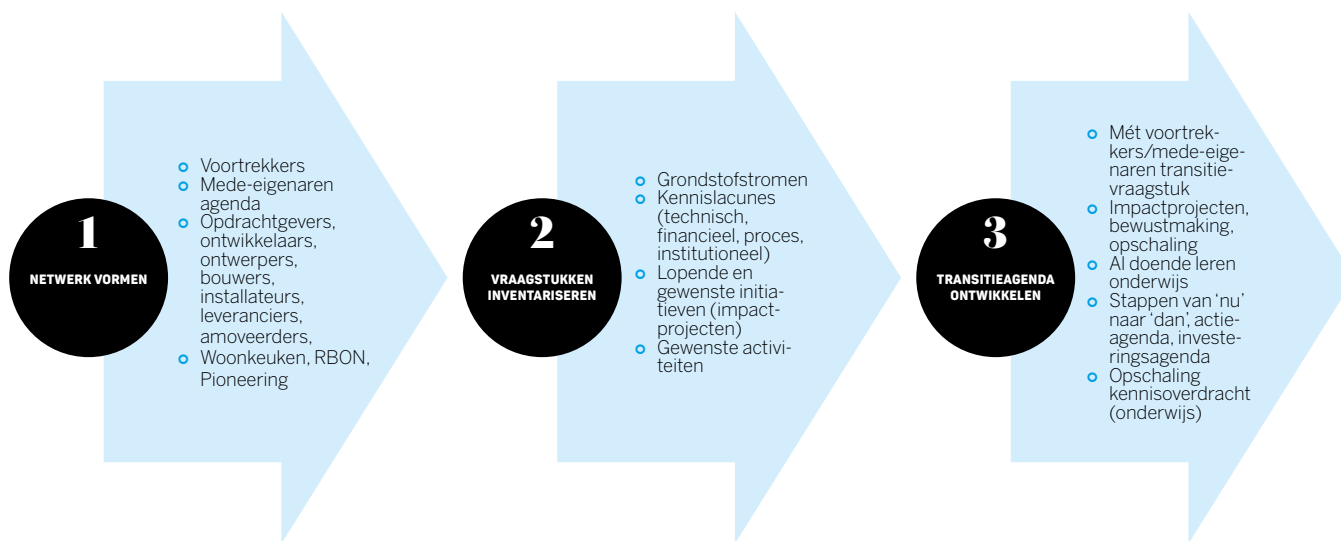 1
NETWERK VORMEN
Voortrekkers
Mede-eigenaren
agenda
Opdrachtgevers,
ontwikkelaars,
ontwerpers,
bouwers,
installateurs,
leveranciers,
amoveerders,
Woonkeuken, RBON,
Pioneering
2
VRAAGSTUKKEN
INVENTARISEREN
Grondstofstromen
Kennislacunes
(technisch,
financieel, proces,
institutioneel)
Lopende en
gewenste initia-
tieven (impact-
projecten)
Gewenste activi-
teiten
3
TRANSITIEAGENDA
ONTWIKKELEN
Mét voortrek-
kers/mede-eige-
naren transitie-
vraagstuk
Impactprojecten,
bewustmaking,
opschaling
Al doende leren
onderwijs
Stappen van ‘nu’
naar ‘dan’, actie-
agenda, investe-
ringsagenda
Opschaling
kennisoverdracht
(onderwijs)